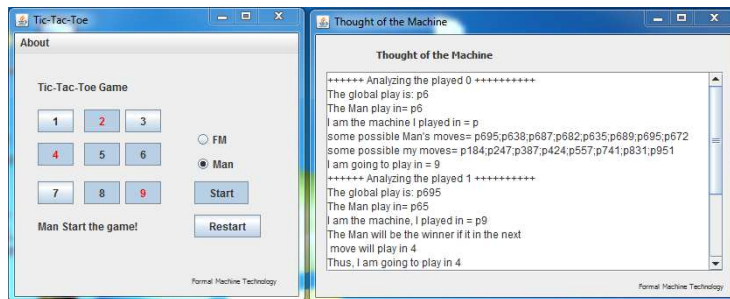 Tic-Tac-Toe
About
Tic-Tac-Toe Game
1 2 3
4 5 6
7 8 9
FM
Man
Start
Man Start the game!
Restart
Formal Machine Technology
Thought of the Machine
Thought of the Machine
++++++ Analyzing the played 0 ++++++++++
The global play is: p6
The Man play in= p6
I am the machine I played in = p
some possible Man's moves= p695;p638;p687;p682;p635;p689;p695;p672
some possible my moves= p184;p247;p387;p424;p557;p741;p831;p951
I am going to play in = 9
++++++ Analyzing the played 1 ++++++++++
The global play is: p695
The Man play in= p65
I am the machine, I played in = p9
The Man will be the winner if it in the next
move will play in 4
Thus, I am going to play in 4
Formal Machine Technology